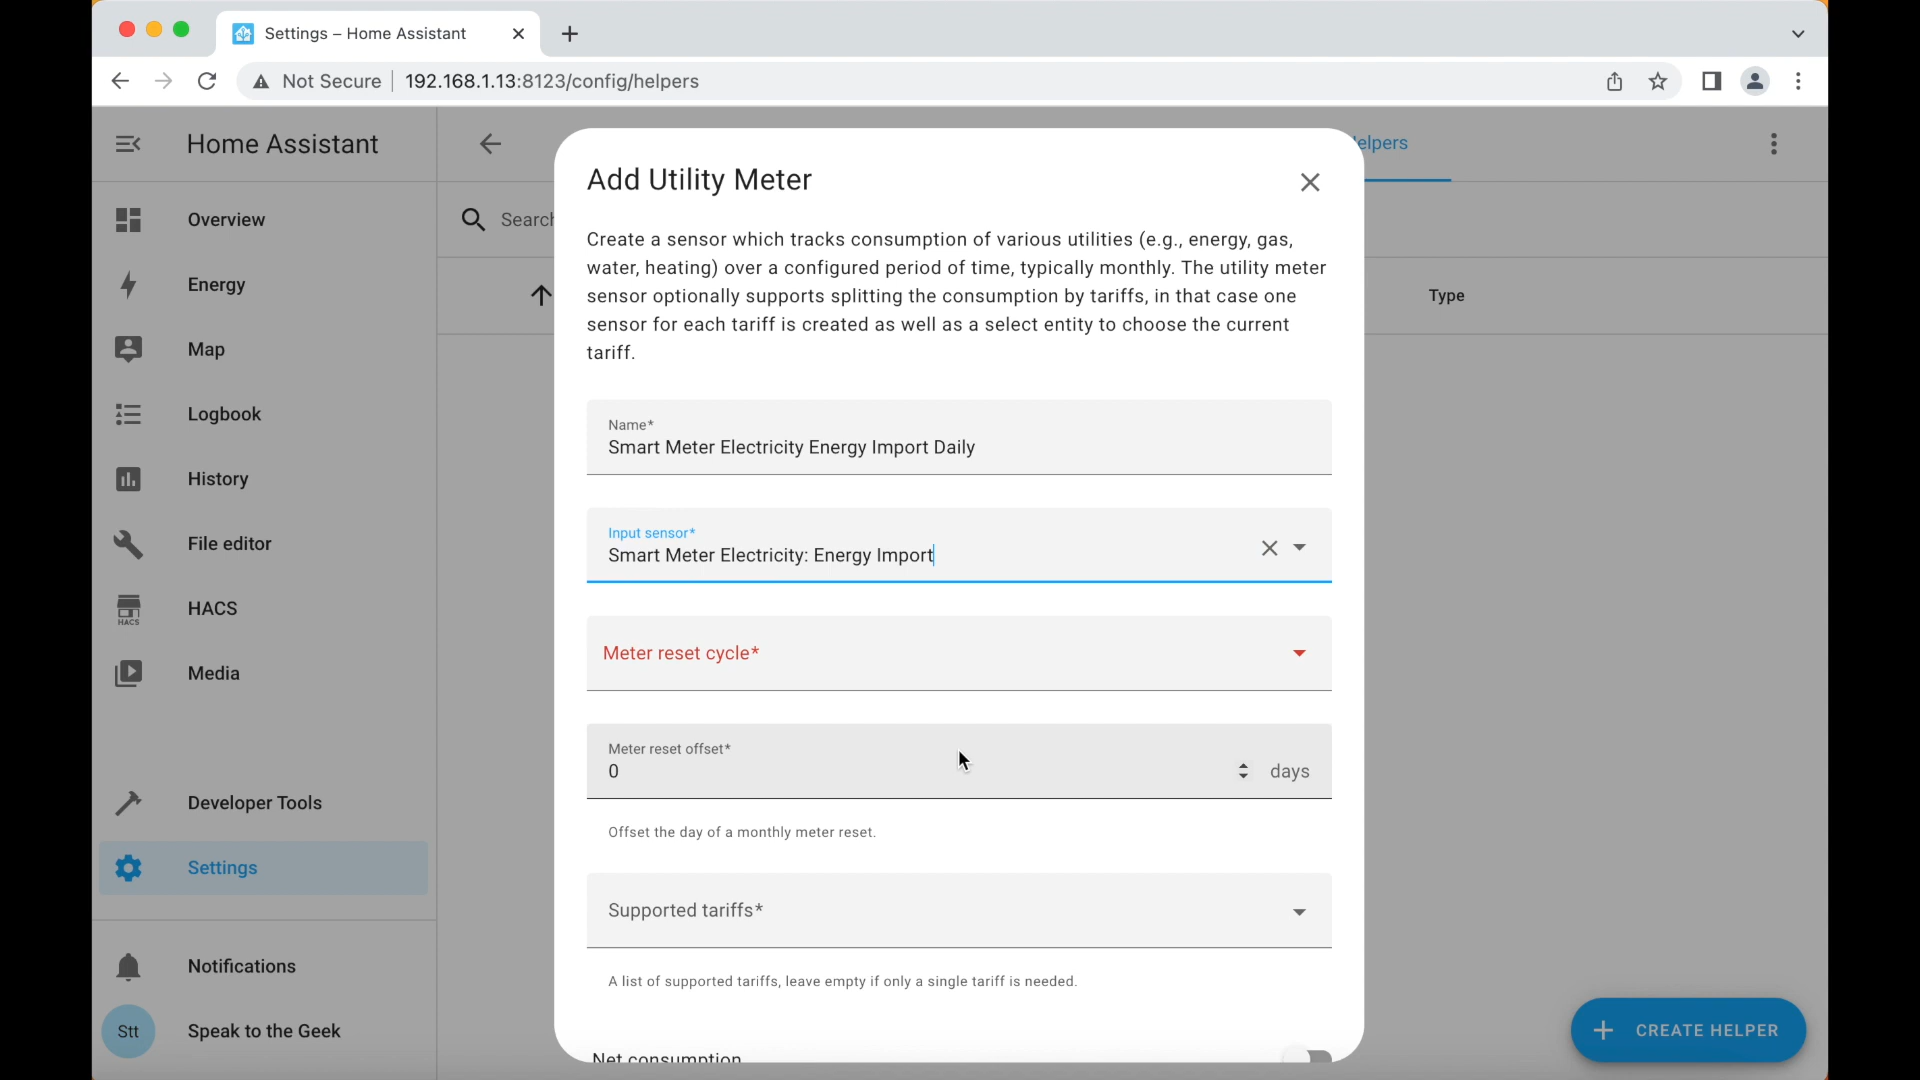 Settings – Home Assistant
Not Secure 192.168.1.13:8123/config/helpers
Home Assistant
Overview
Energy
Map
Logbook
History
File editor
HACS
HACS
Media
Developer Tools
Settings
Notifications
Stt
Speak to the Geek
Search
elpers
Type
Add Utility Meter
Create a sensor which tracks consumption of various utilities (e.g., energy, gas,
water, heating) over a configured period of time, typically monthly. The utility meter
sensor optionally supports splitting the consumption by tariffs, in that case one
sensor for each tariff is created as well as a select entity to choose the current
tariff.
Name*
Smart Meter Electricity Energy Import Daily
Input sensor*
Smart Meter Electricity: Energy Import
Meter reset cycle*
Meter reset offset*
0
days
Offset the day of a monthly meter reset.
Supported tariffs*
A list of supported tariffs, leave empty if only a single tariff is needed.
Net consumption
CREATE HELPER